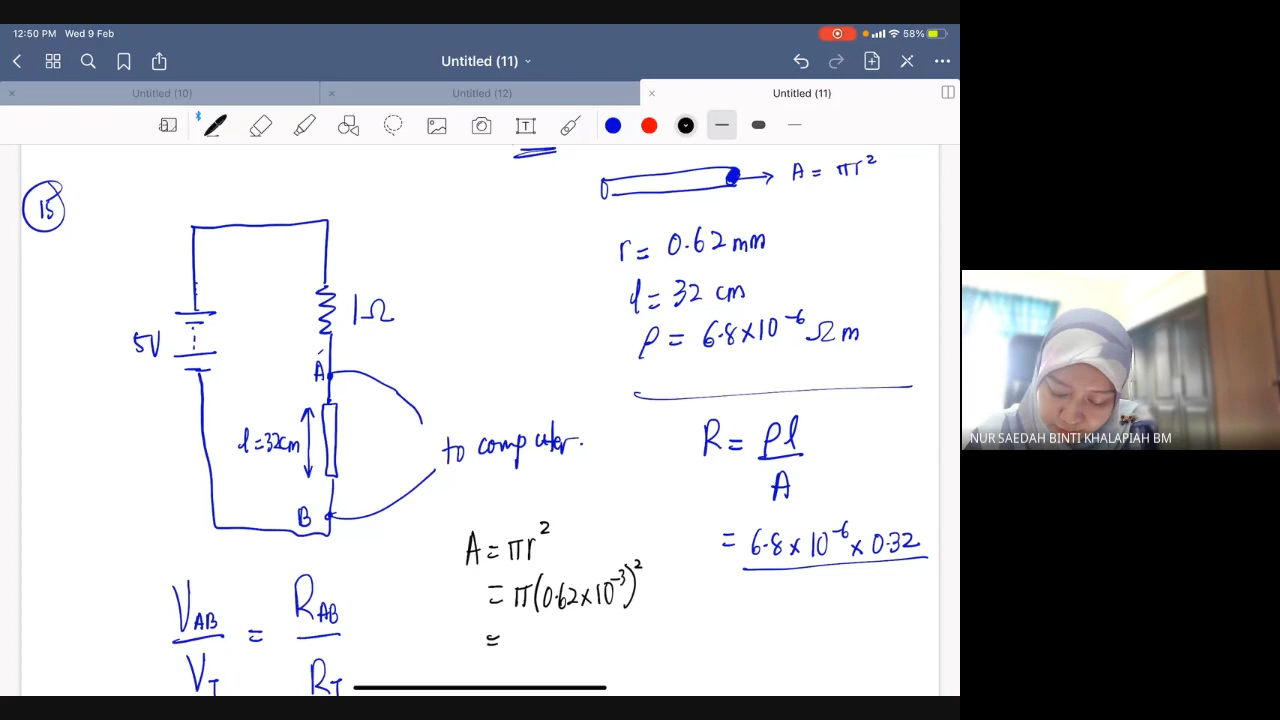 12:50 PM Wed 9 Feb
58%
Untitled (11)
Untitled (10)
Untitled (12)
Untitled (11)
T
15
A = πr²
r = 0.62 mm
l = 32 cm
ρ = 6.8×10⁻⁶ Ωm
1Ω
5V
A
l=32cm
to computer.
B
R = ρl
A
= 6.8 × 10⁻⁶ × 0.32
A = πr²
= π(0.62×10⁻³)²
=
V_AB = R_AB
V_T R_T
NUR SAEDAH BINTI KHALAPIAH BM